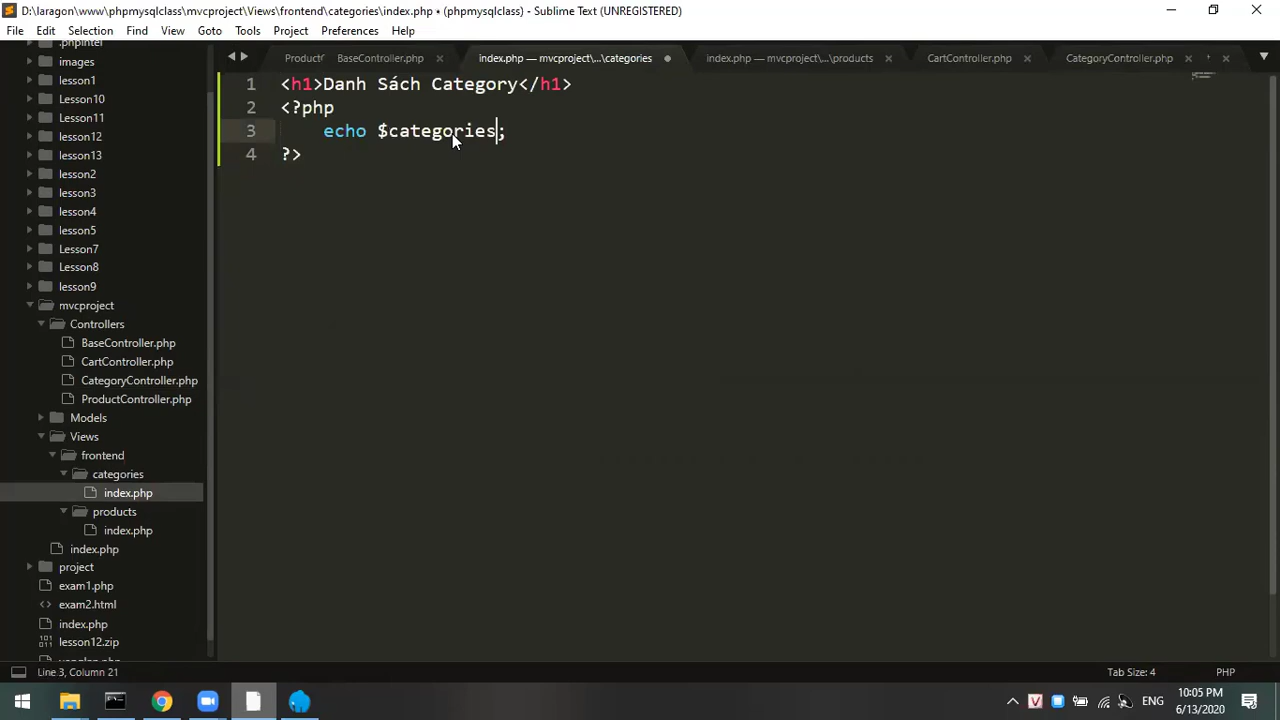 D:\laragon\www\phpmysqlclass\mvcproject\Views\frontend\categories\index.php • (phpmysqlclass) - Sublime Text (UNREGISTERED)
File Edit Selection Find View Goto Tools Project Preferences Help
.phpintel
images
lesson1
Lesson10
Lesson11
lesson12
lesson13
lesson2
lesson3
lesson4
lesson5
Lesson7
Lesson8
lesson9
mvcproject
Controllers
BaseController.php
CartController.php
CategoryController.php
ProductController.php
Models
Views
frontend
categories
index.php
products
index.php
index.php
project
exam1.php
exam2.html
index.php
lesson12.zip
BaseController.php index.php — mvcproject\...\categories index.php — mvcproject\...\products CartController.php CategoryController.php
1 <h1>Danh Sách Category</h1>
2 <?php
3 echo $categories;
4 ?>
Line 3, Column 21 Tab Size: 4 PHP
ENG 10:05 PM
6/13/2020